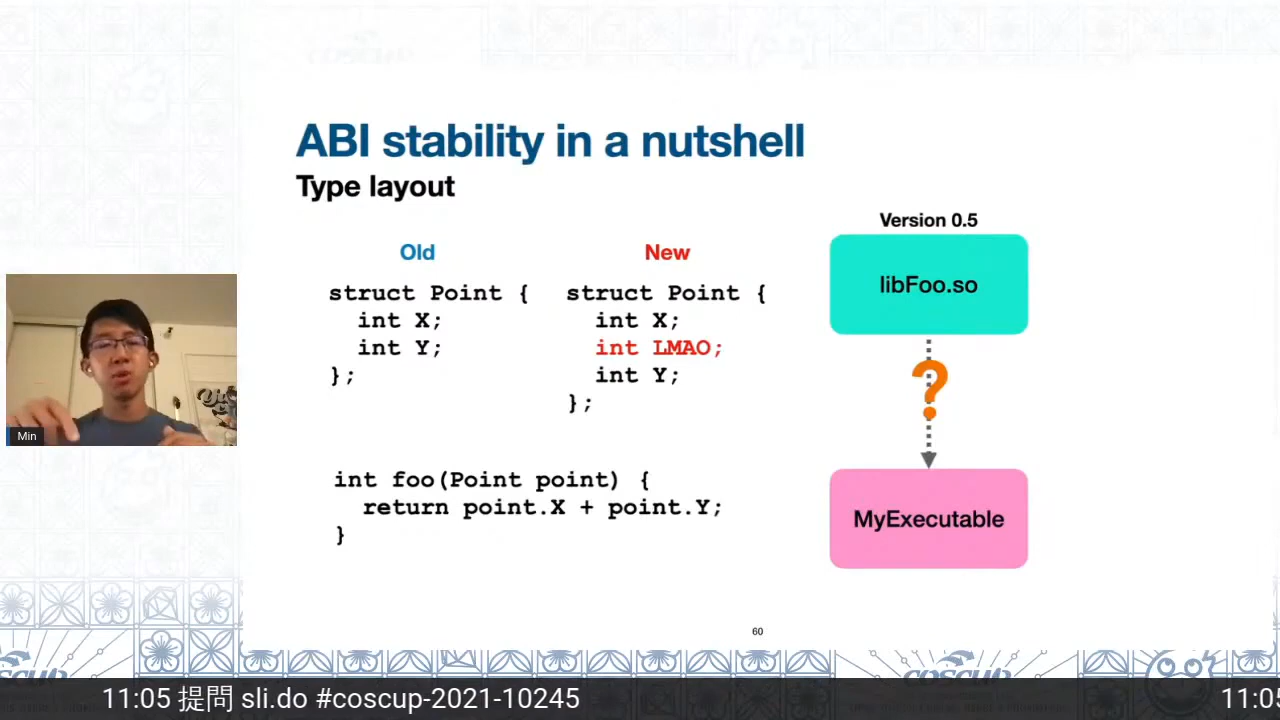 ABI stability in a nutshell
Type layout
Old
struct Point {
int X;
int Y;
};
New
struct Point {
int X;
int LMAO;
int Y;
};
int foo(Point point) {
return point.X + point.Y;
}
Version 0.5
libFoo.so
?
MyExecutable
60
Min
coscup
11:05 提問 sli.do #coscup-2021-10245
11:05